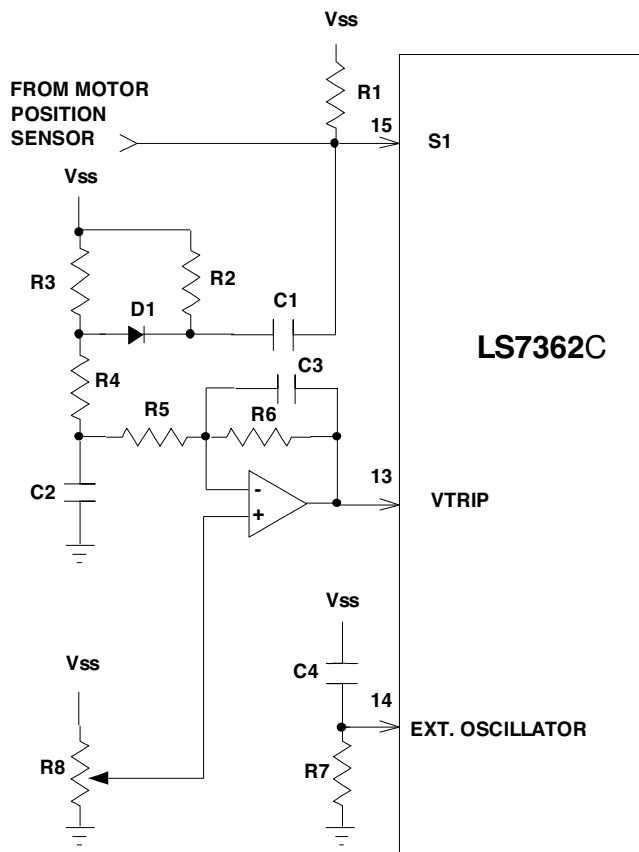 Vss
R1
FROM MOTOR
POSITION
SENSOR
15
S1
Vss
R3
R2
D1
C1
LS7362C
R4
C3
R5
R6
C2
-
+
13
VTRIP
Vss
Vss
C4
14
EXT. OSCILLATOR
R8
R7